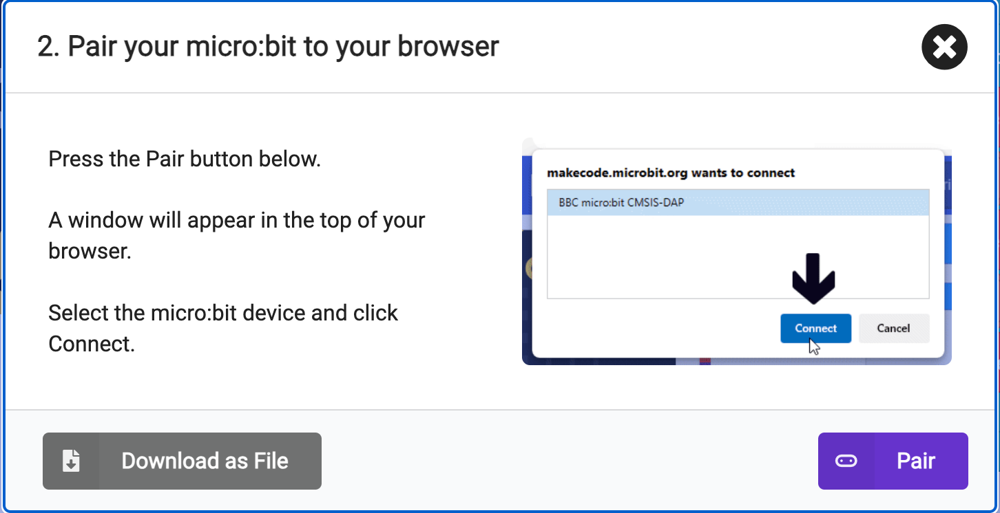 2. Pair your micro:bit to your browser
Press the Pair button below.
A window will appear in the top of your
browser.
Select the micro:bit device and click
Connect.
makecode.microbit.org wants to connect
BBC micro:bit CMSIS-DAP
Connect
Cancel
Download as File
Pair